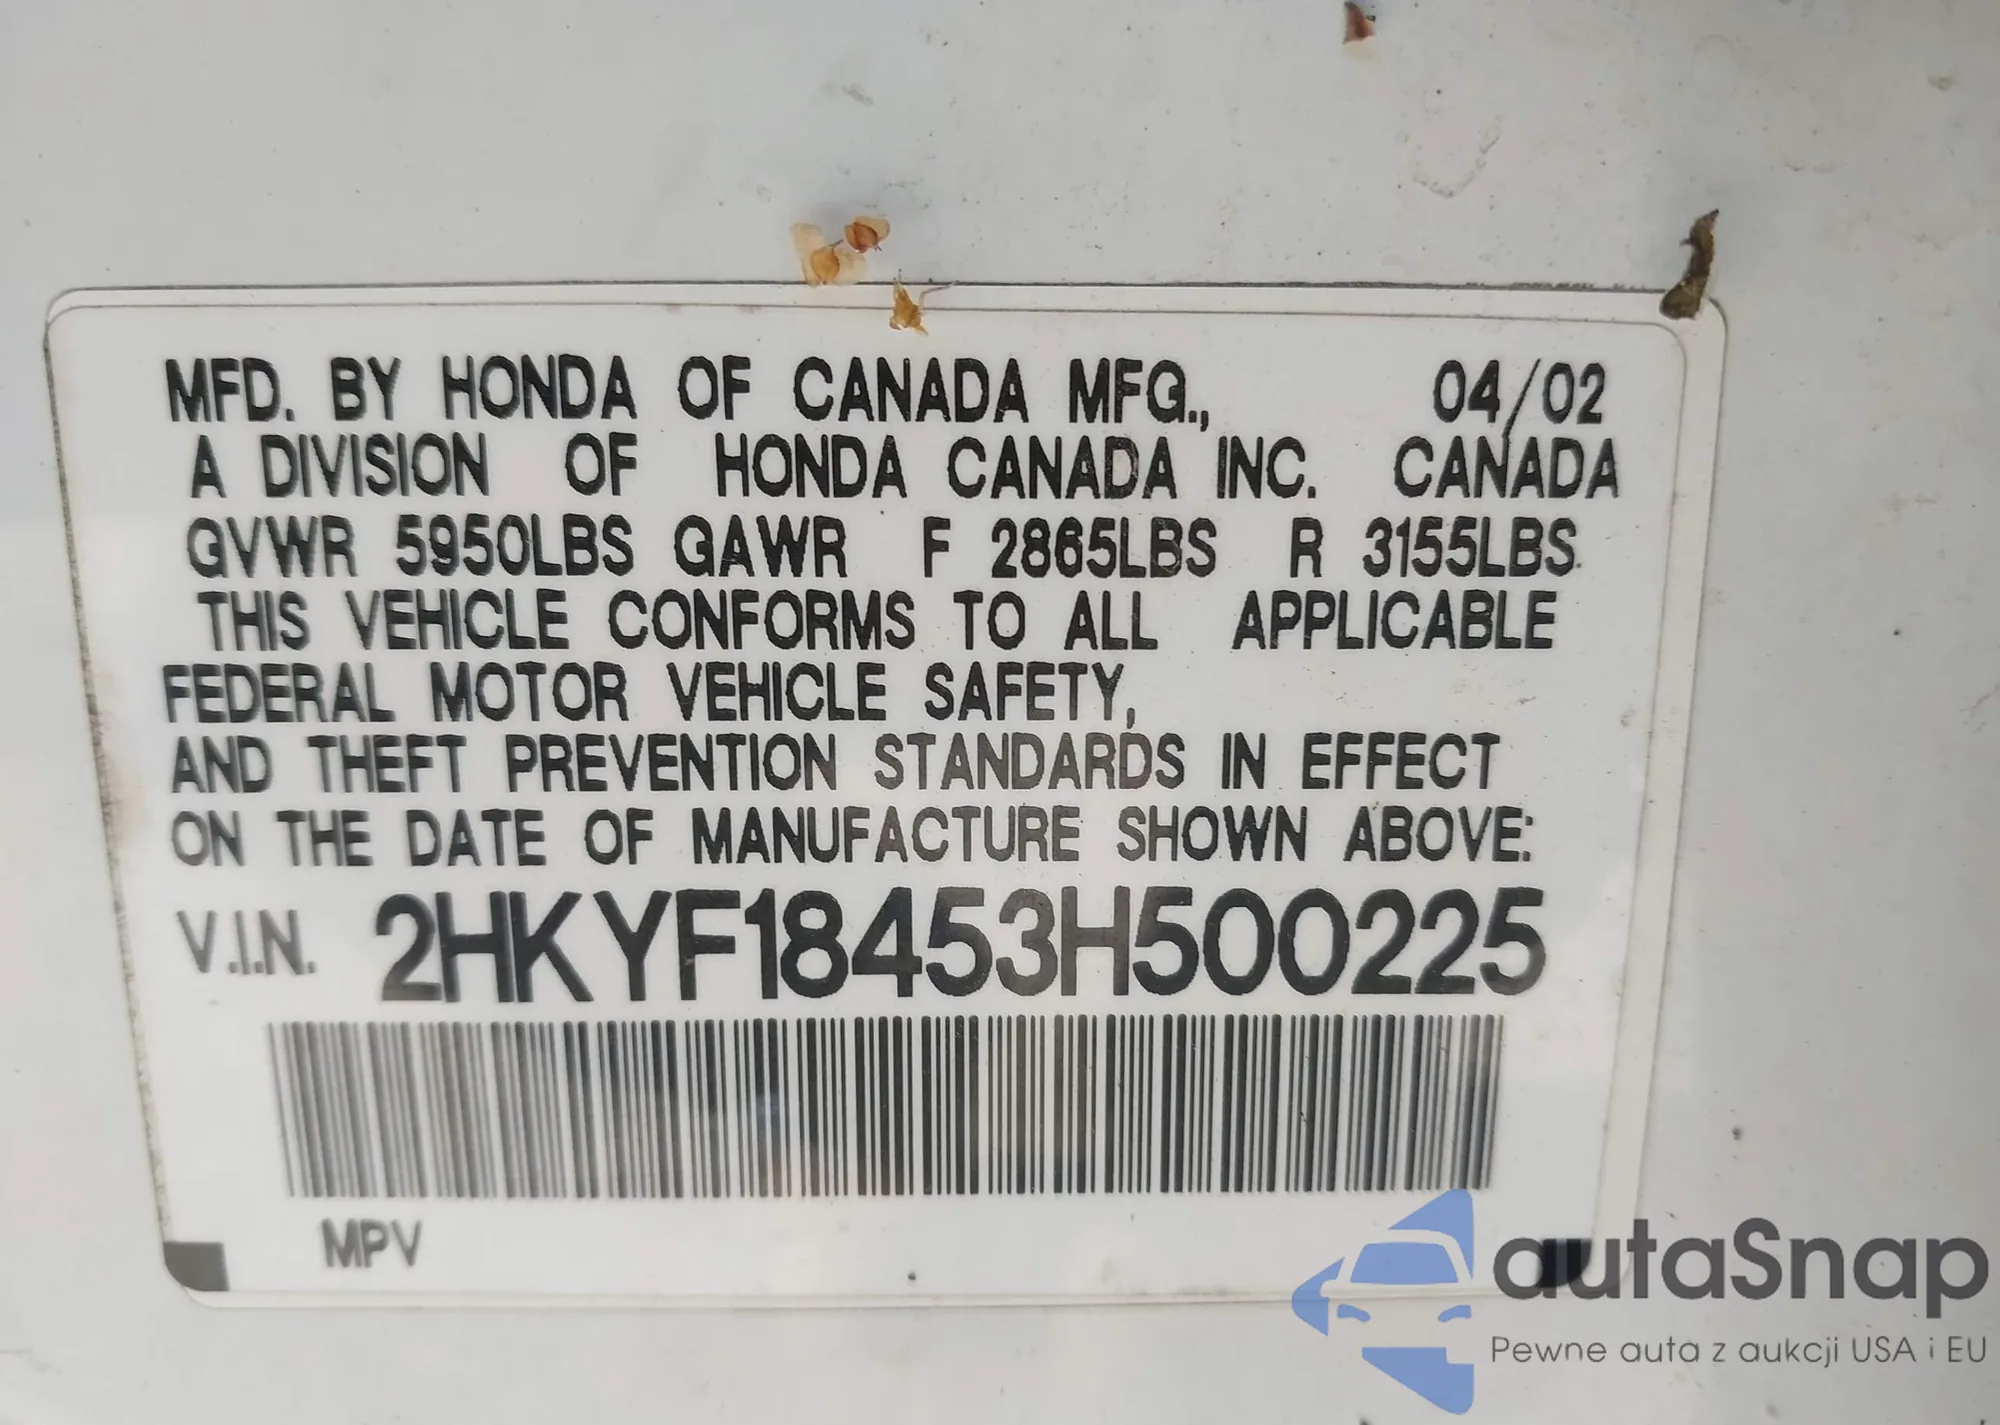 MFD. BY HONDA OF CANADA MFG., 04/02
A DIVISION OF HONDA CANADA INC. CANADA
GVWR 5950LBS GAWR F 2865LBS R 3155LBS
THIS VEHICLE CONFORMS TO ALL APPLICABLE
FEDERAL MOTOR VEHICLE SAFETY,
AND THEFT PREVENTION STANDARDS IN EFFECT
ON THE DATE OF MANUFACTURE SHOWN ABOVE:
V.I.N. 2HKYF18453H500225
MPV
autaSnap
Pewne auta z aukcji USA i EU